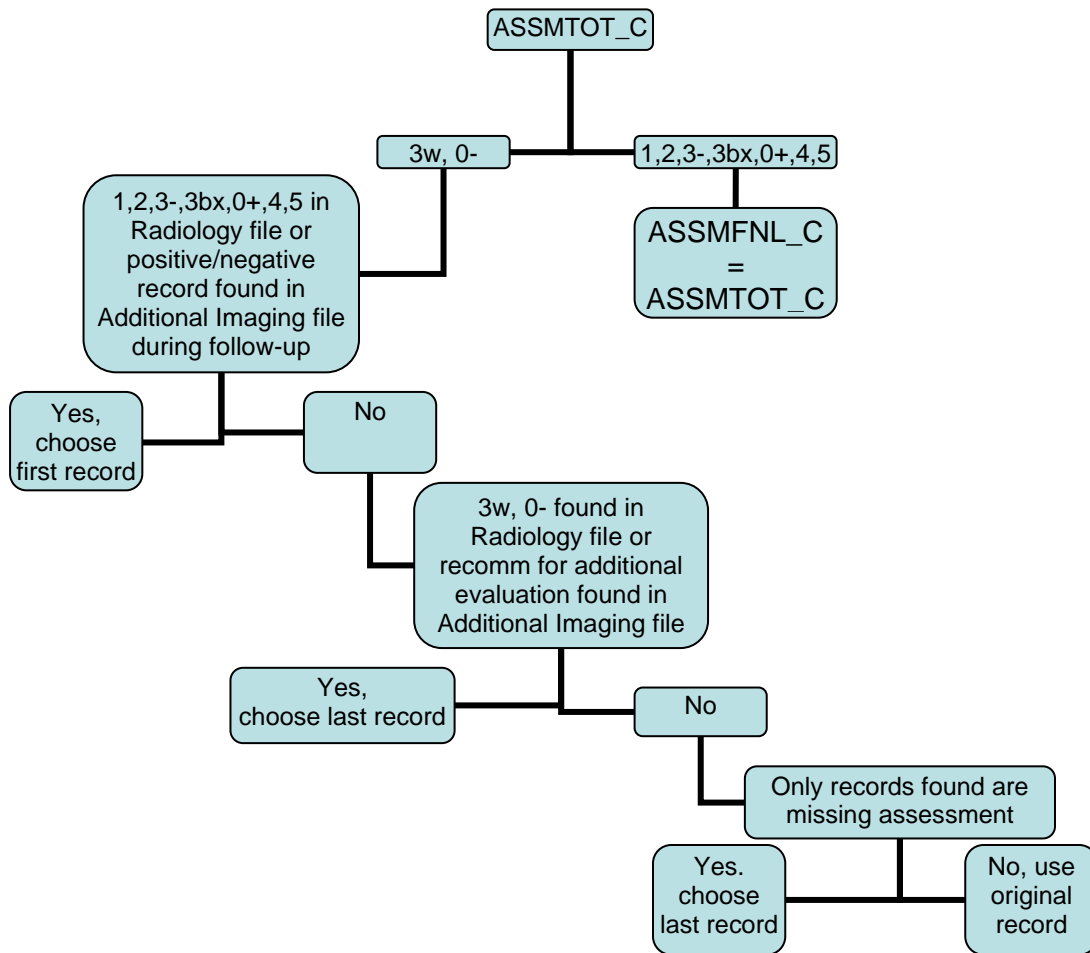 ASSMTOT_C
3w, 0-
1,2,3-,3bx,0+,4,5
1,2,3-,3bx,0+,4,5 in
Radiology file or
positive/negative
record found in
Additional Imaging file
during follow-up
ASSMFNL_C
=
ASSMTOT_C
Yes,
choose
first record
No
3w, 0- found in
Radiology file or
recomm for additional
evaluation found in
Additional Imaging file
Yes,
choose last record
No
Only records found are
missing assessment
Yes.
choose
last record
No, use
original
record